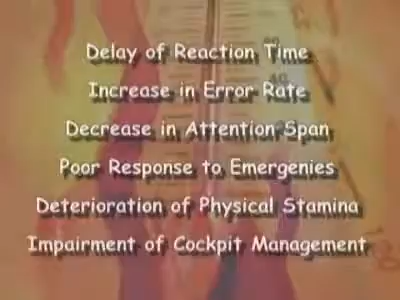 Delay of Reaction Time
Increase in Error Rate
Decrease in Attention Span
Poor Response to Emergenies
Deterioration of Physical Stamina
Impairment of Cockpit Management